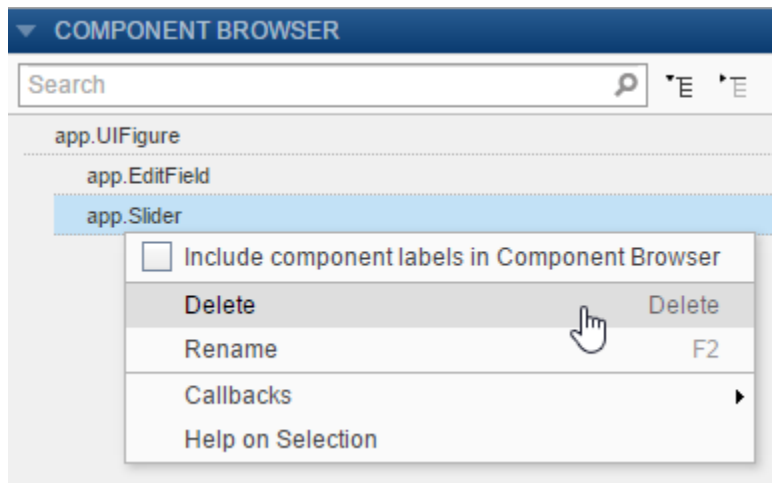 COMPONENT BROWSER
Search
app.UIFigure
app.EditField
app.Slider
Include component labels in Component Browser
Delete Delete
Rename F2
Callbacks
Help on Selection